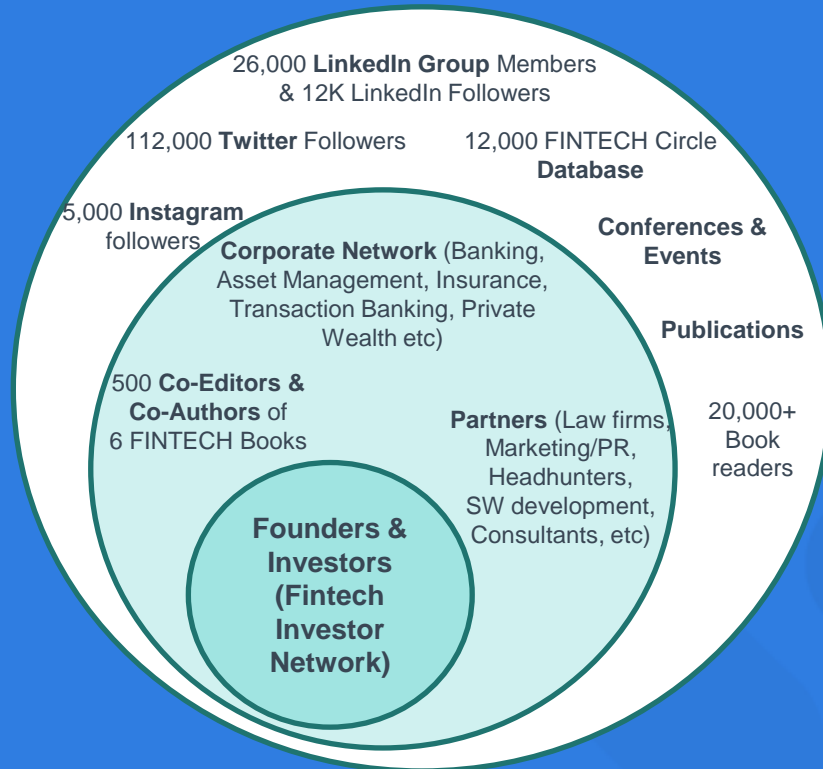 26,000 LinkedIn Group Members
& 12K LinkedIn Followers
112,000 Twitter Followers
12,000 FINTECH Circle
Database
5,000 Instagram
followers
Conferences &
Events
Corporate Network (Banking,
Asset Management, Insurance,
Transaction Banking, Private
Wealth etc)
Publications
500 Co-Editors &
Co-Authors of
6 FINTECH Books
Partners (Law firms,
Marketing/PR,
Headhunters,
SW development,
Consultants, etc)
20,000+
Book
readers
Founders &
Investors
(Fintech
Investor
Network)